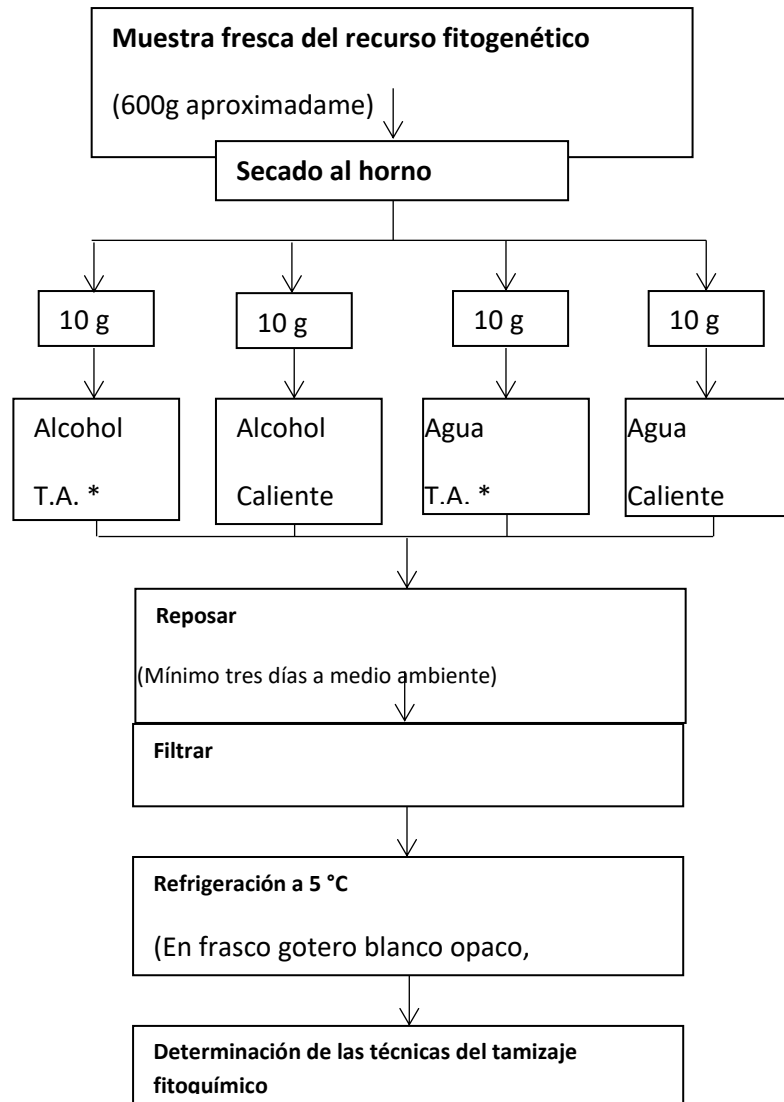 Muestra fresca del recurso fitogenético
(600g aproximadame)
Secado al horno
10 g
10 g
10 g
10 g
Alcohol
T.A. *
Alcohol
Caliente
Agua
T.A. *
Agua
Caliente
Reposar
(Mínimo tres días a medio ambiente)
Filtrar
Refrigeración a 5 °C
(En frasco gotero blanco opaco,
Determinación de las técnicas del tamizaje
fitoquímico